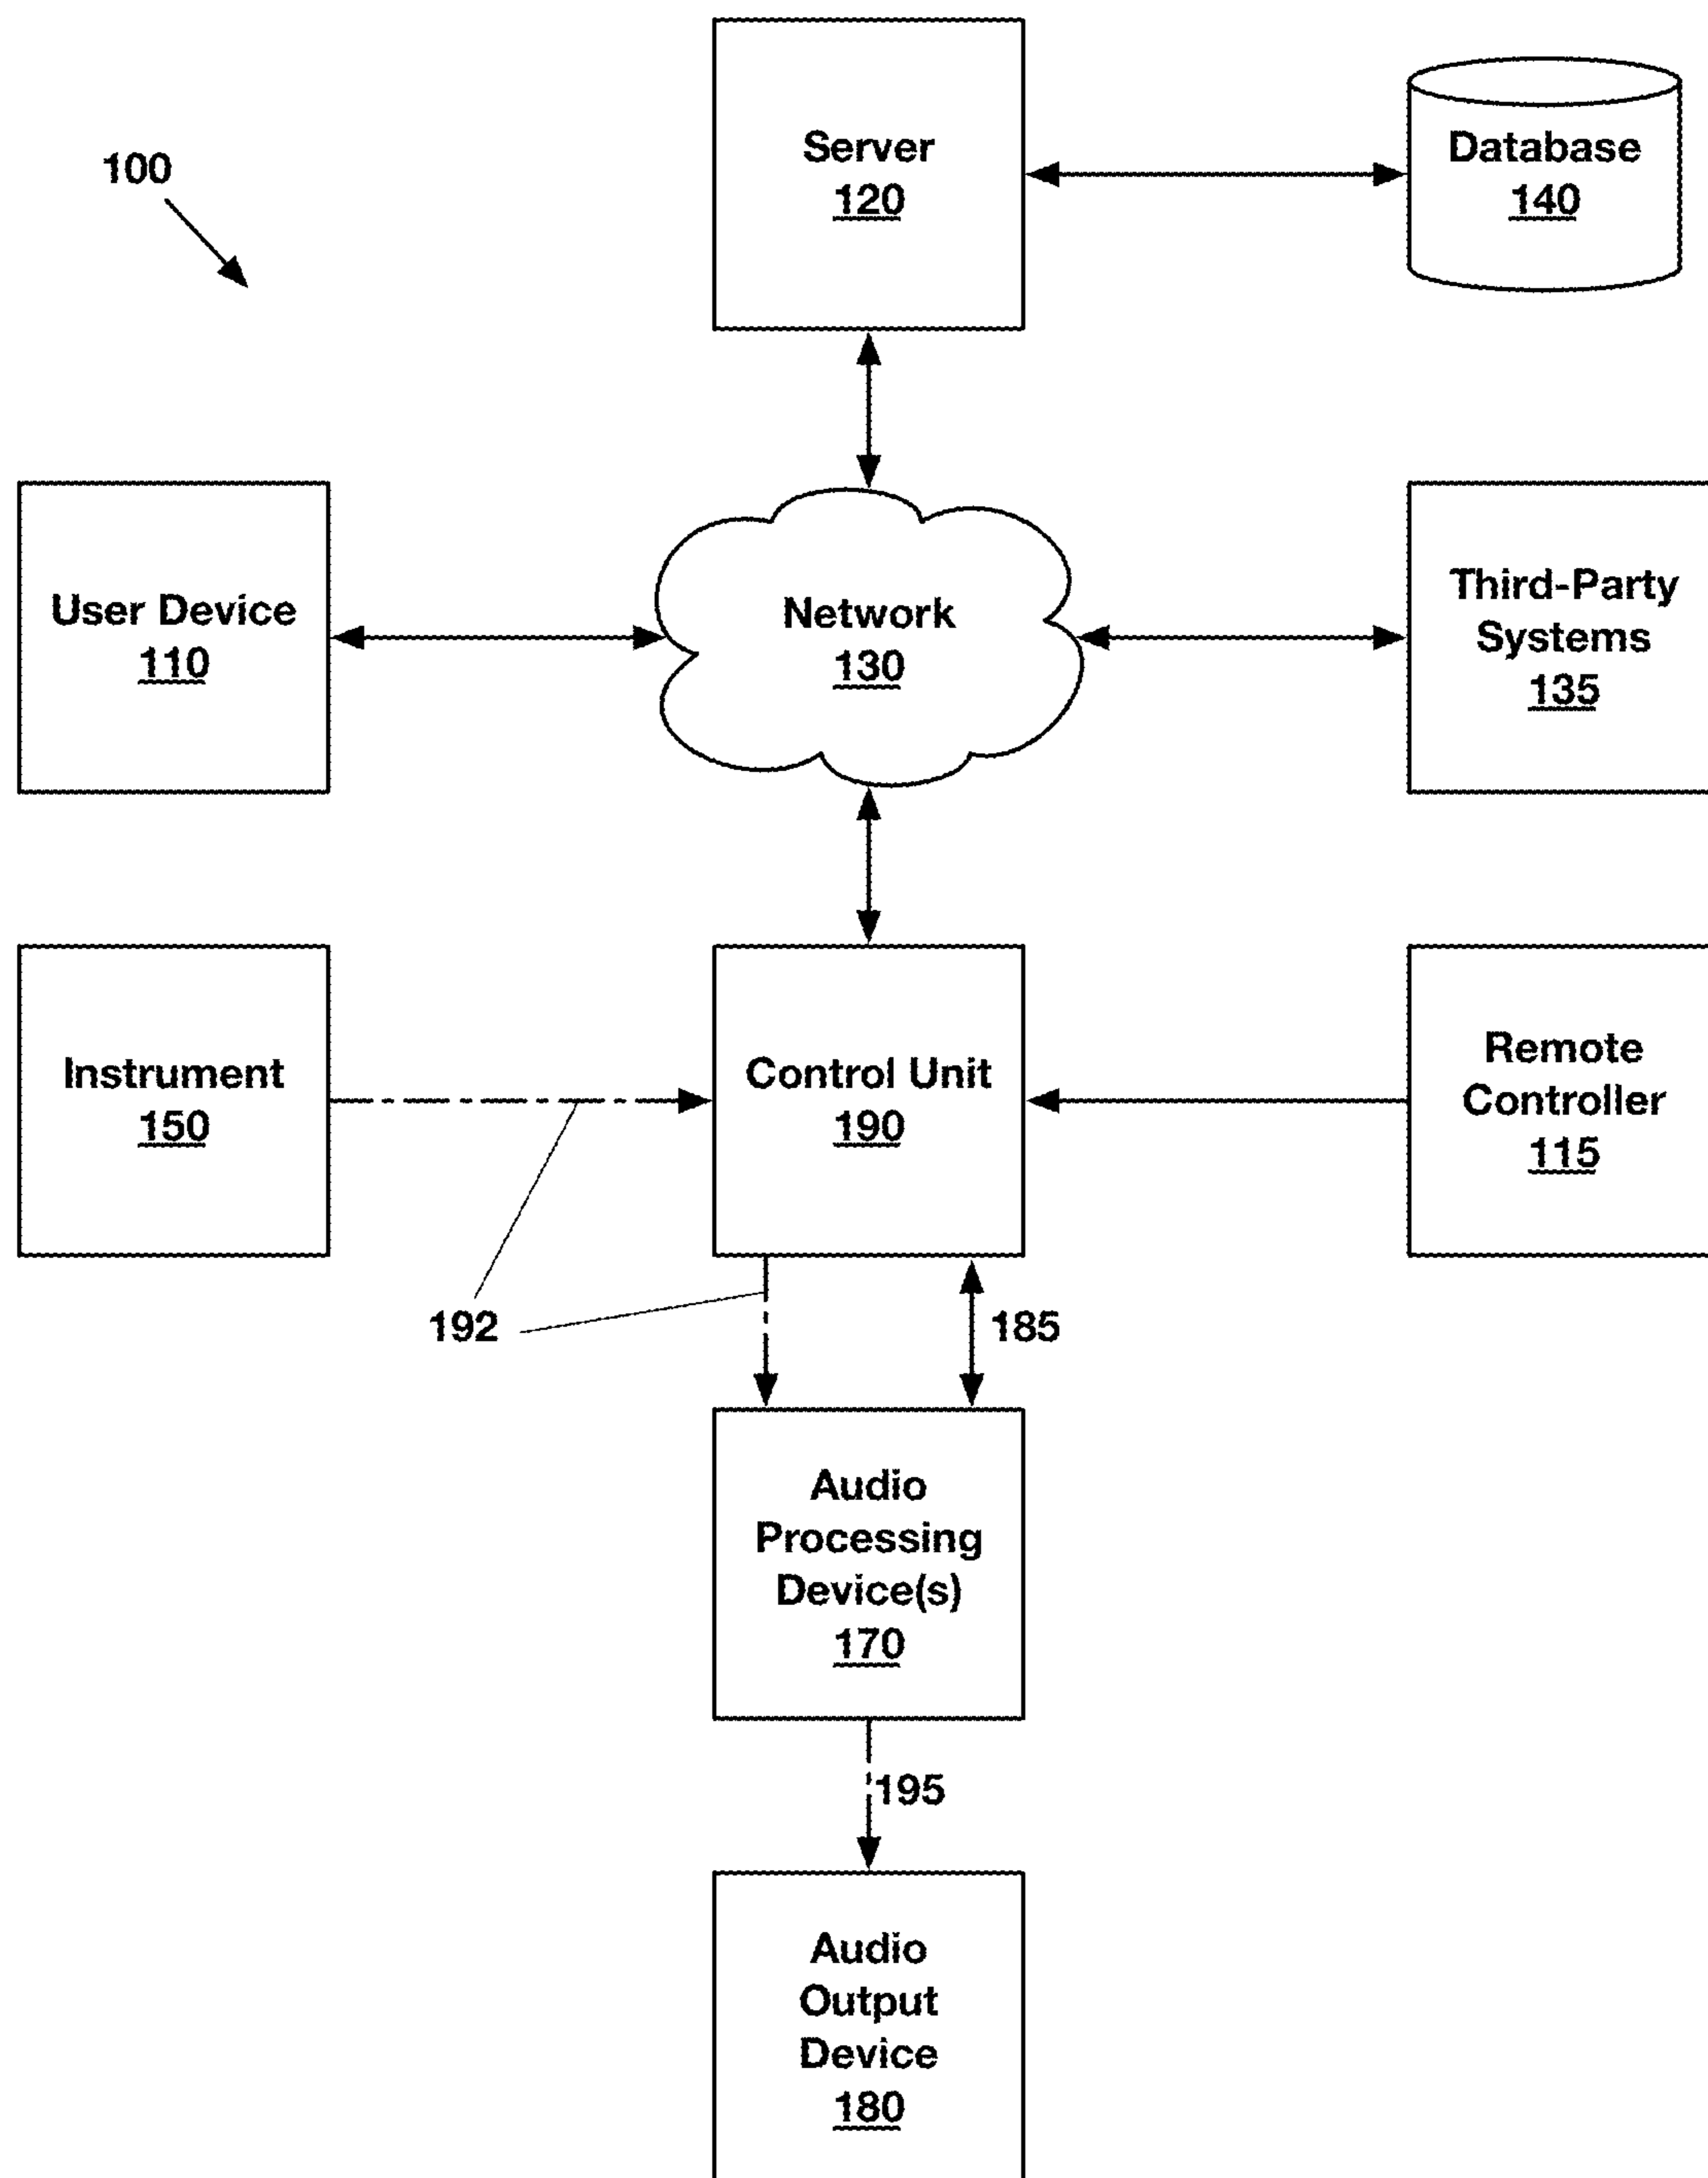 100
Server
120
Database
140
User Device
110
Network
130
Third-Party
Systems
135
Instrument
150
Control Unit
190
Remote
Controller
115
192
185
Audio
Processing
Device(s)
170
195
Audio
Output
Device
180